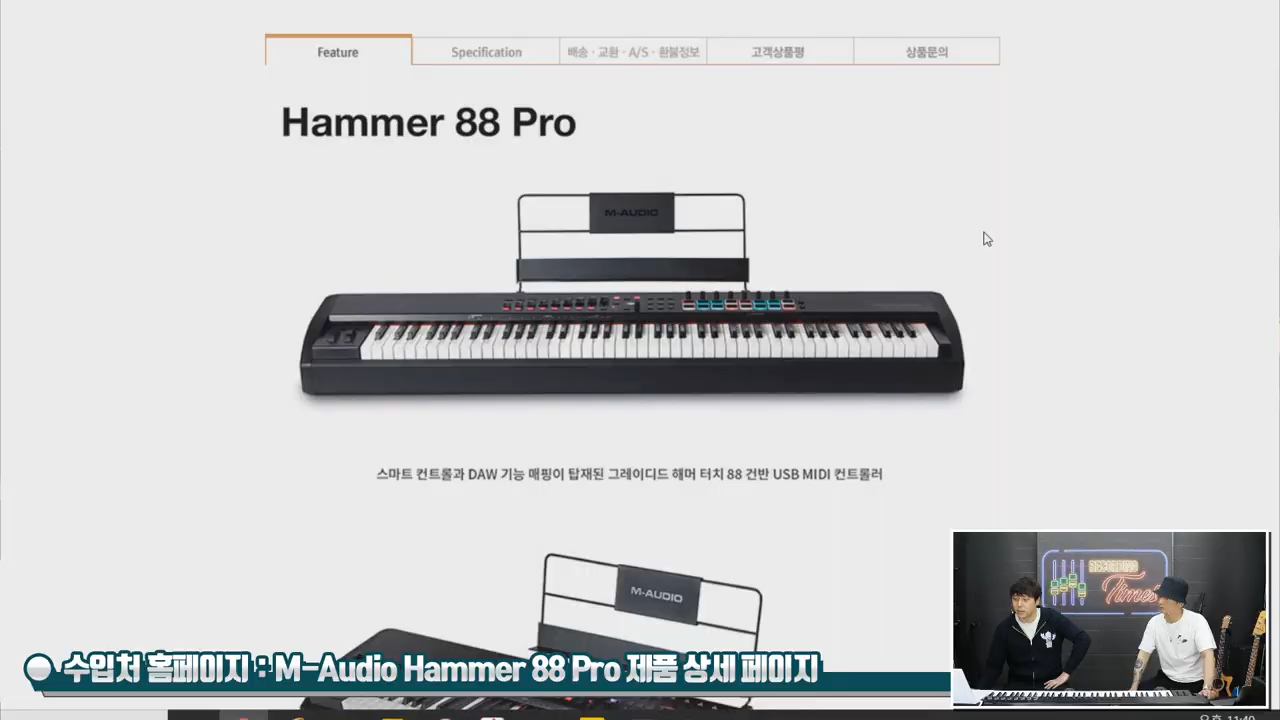 Feature
Specification
배송 · 교환 · A/S · 환불정보
고객상품평
상품문의
Hammer 88 Pro
M-AUDIO
스마트 컨트롤과 DAW 기능 매핑이 탑재된 그레이디드 해머 터치 88 건반 USB MIDI 컨트롤러
M-AUDIO
RECORDING
Times
수입처 홈페이지 : M-Audio Hammer 88 Pro 제품 상세 페이지